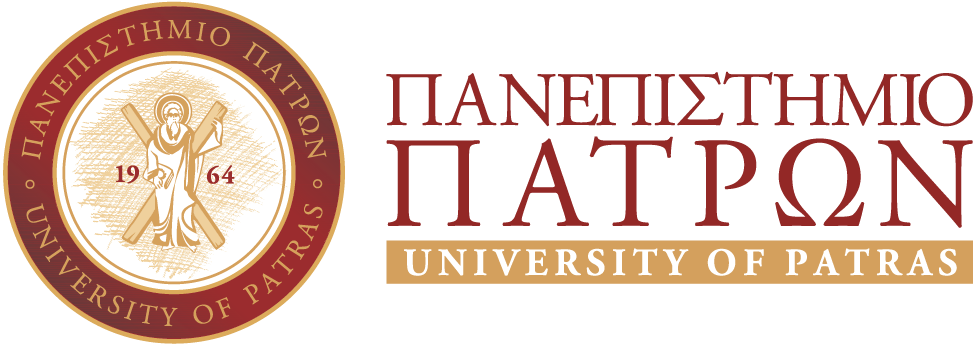 ΠΑΝΕΠΙΣΤΗΜΙΟ ΠΑΤΡΩΝ
19 64
UNIVERSITY OF PATRAS
ΠΑΝΕΠΙΣΤΗΜΙΟ
ΠΑΤΡΩΝ
UNIVERSITY OF PATRAS